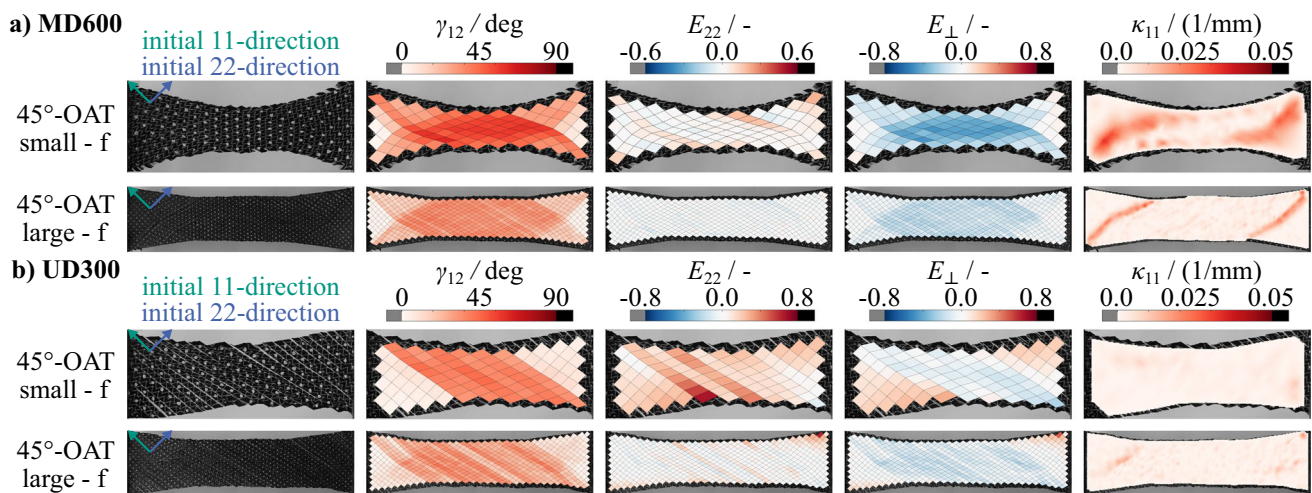 a) MD600
γ₁₂ / deg
E₂₂ / -
E⊥ / -
κ₁₁ / (1/mm)
initial 11-direction
initial 22-direction
0 45 90
-0.6 0.0 0.6
-0.8 0.0 0.8
0.0 0.025 0.05
45°-OAT
small - f
45°-OAT
large - f
b) UD300
γ₁₂ / deg
E₂₂ / -
E⊥ / -
κ₁₁ / (1/mm)
initial 11-direction
initial 22-direction
0 45 90
-0.8 0.0 0.8
-0.8 0.0 0.8
0.0 0.025 0.05
45°-OAT
small - f
45°-OAT
large - f